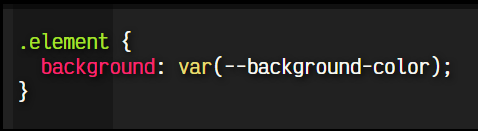 .element {
  background: var(--background-color);
}